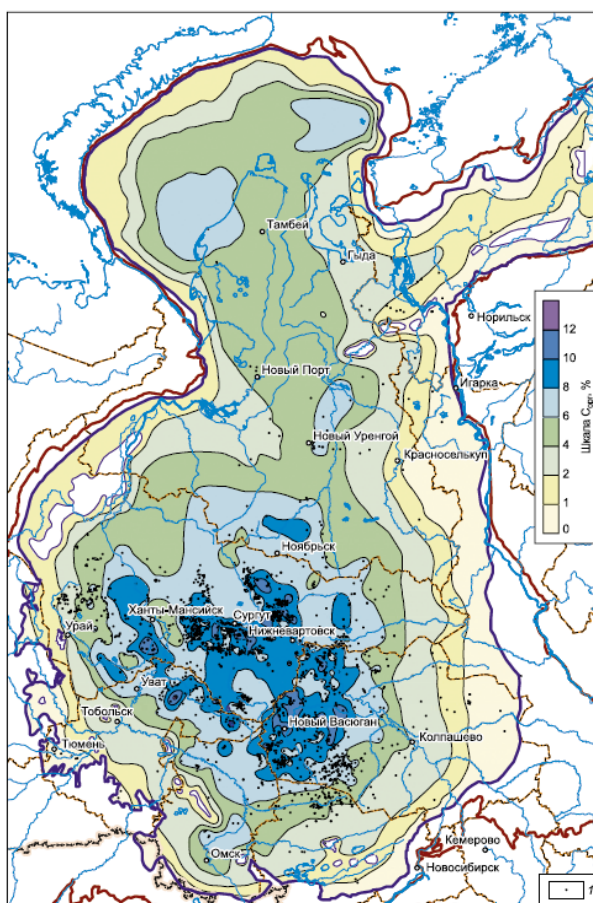 Тамбей
Гыда
Норильск
Новый Порт
Игарка
Новый Уренгой
Красноселькуп
Шкала Сорг, %
12
10
8
6
4
2
1
0
Ноябрьск
Ханты-Мансийск
Сургут
Урай
Нижневартовск
Уват
Тобольск
Новый Васюган
Тюмень
Колпашево
Омск
Кемерово
Новосибирск
1